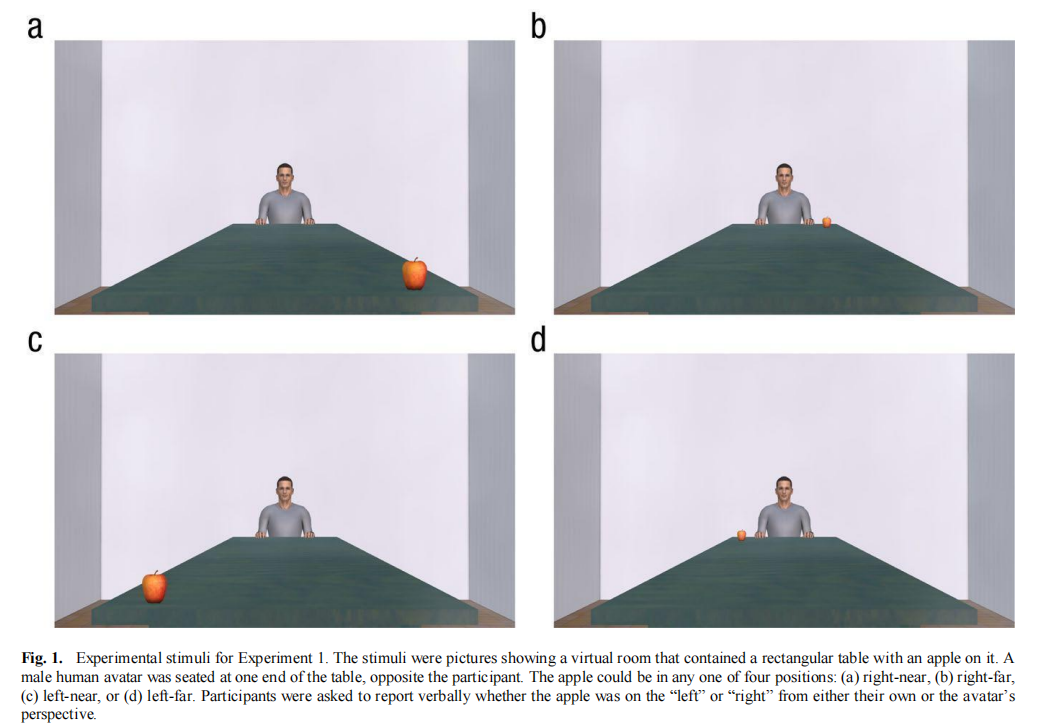 a
b
c
d
Fig. 1. Experimental stimuli for Experiment 1. The stimuli were pictures showing a virtual room that contained a rectangular table with an apple on it. A
male human avatar was seated at one end of the table, opposite the participant. The apple could be in any one of four positions: (a) right-near, (b) right-far,
(c) left-near, or (d) left-far. Participants were asked to report verbally whether the apple was on the “left” or “right” from either their own or the avatar’s
perspective.